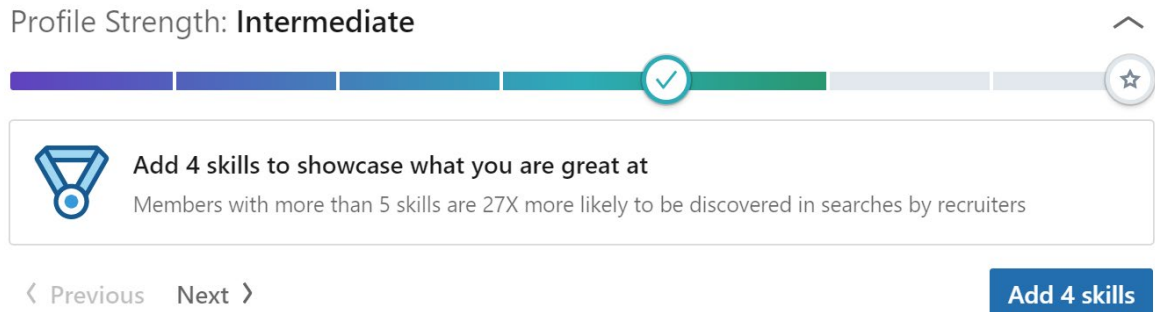 Profile Strength: Intermediate
Add 4 skills to showcase what you are great at
Members with more than 5 skills are 27X more likely to be discovered in searches by recruiters
Previous Next
Add 4 skills